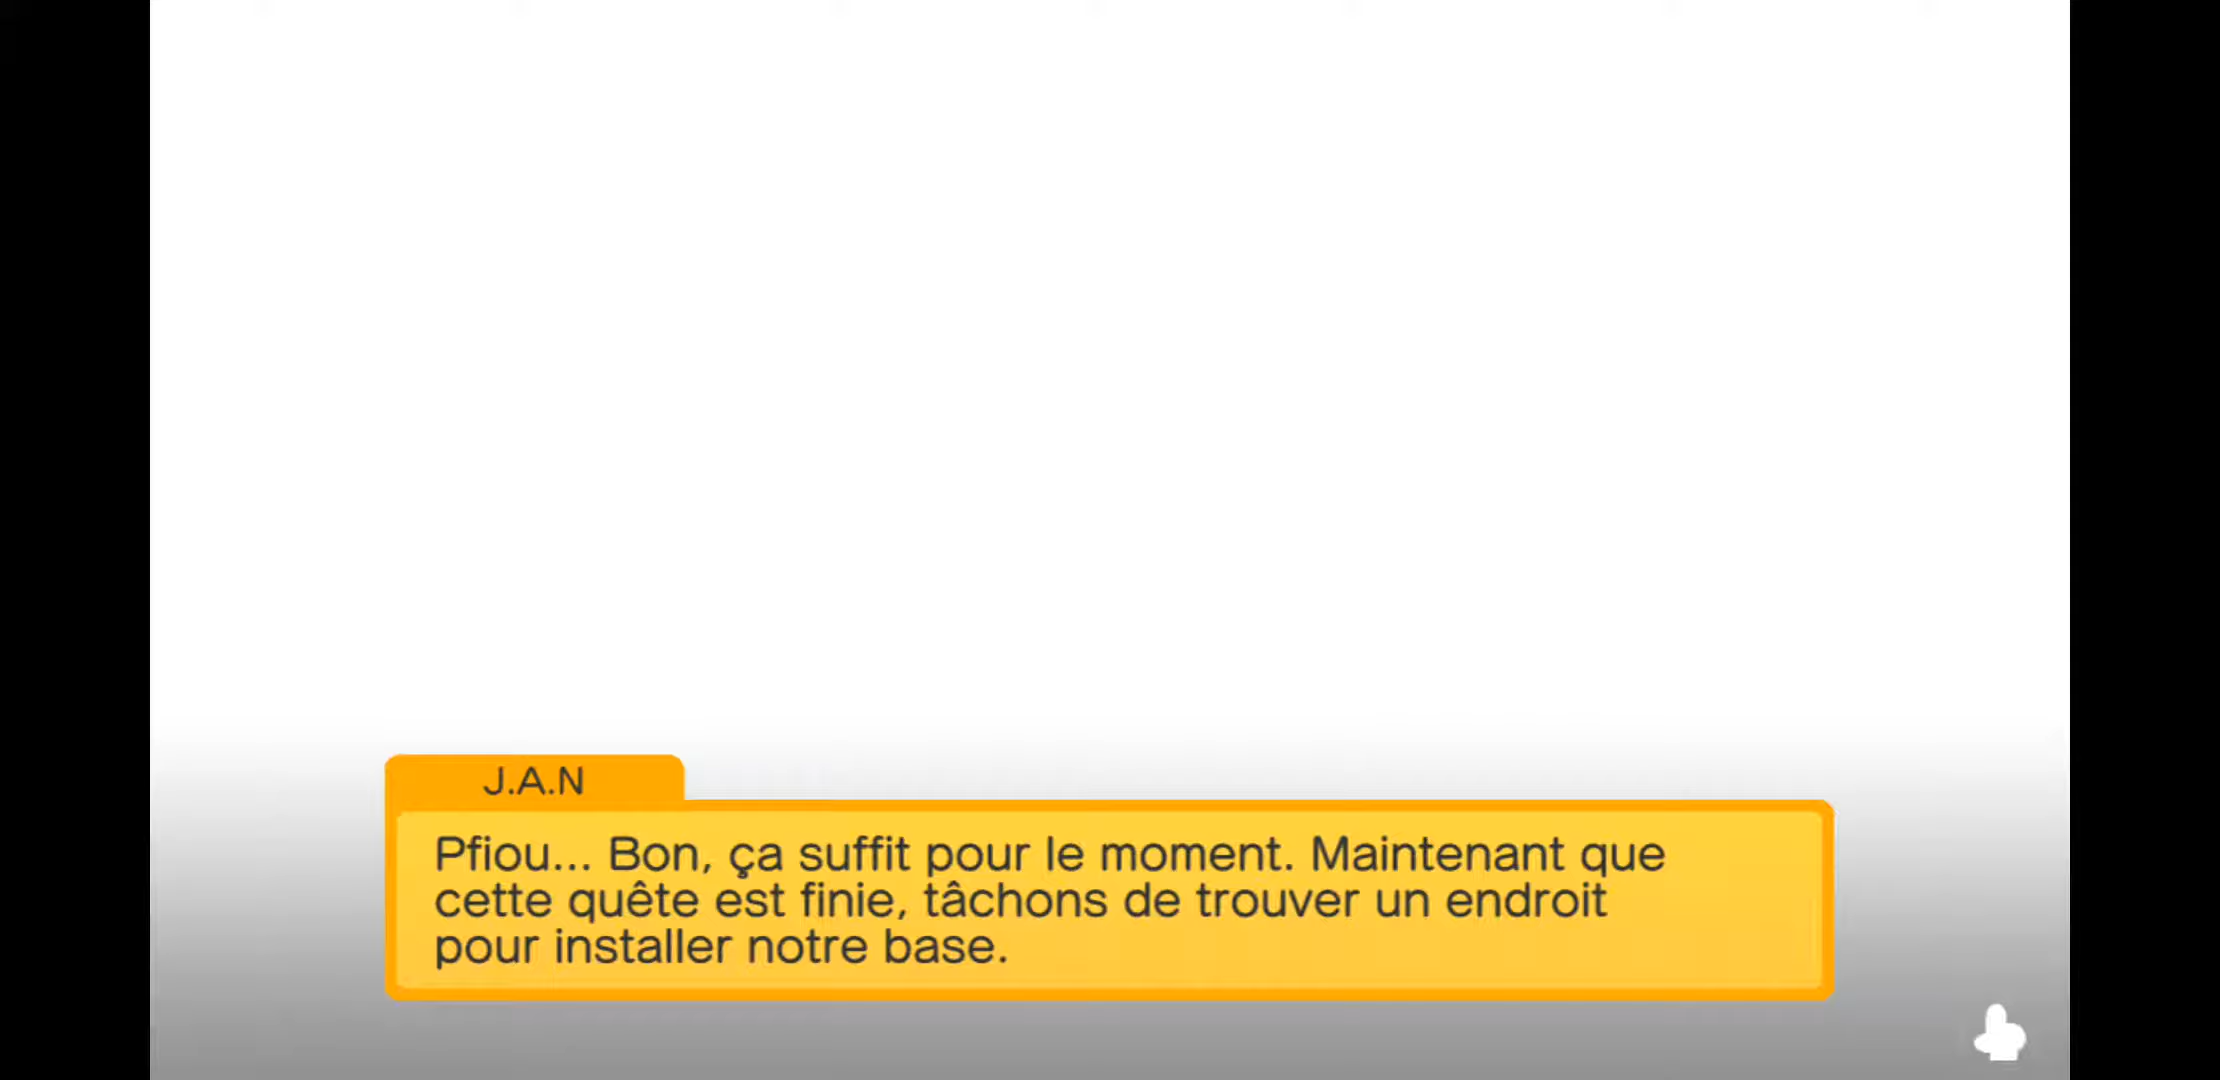 J.A.N
Pfiou... Bon, ça suffit pour le moment. Maintenant que
cette quête est finie, tâchons de trouver un endroit
pour installer notre base.